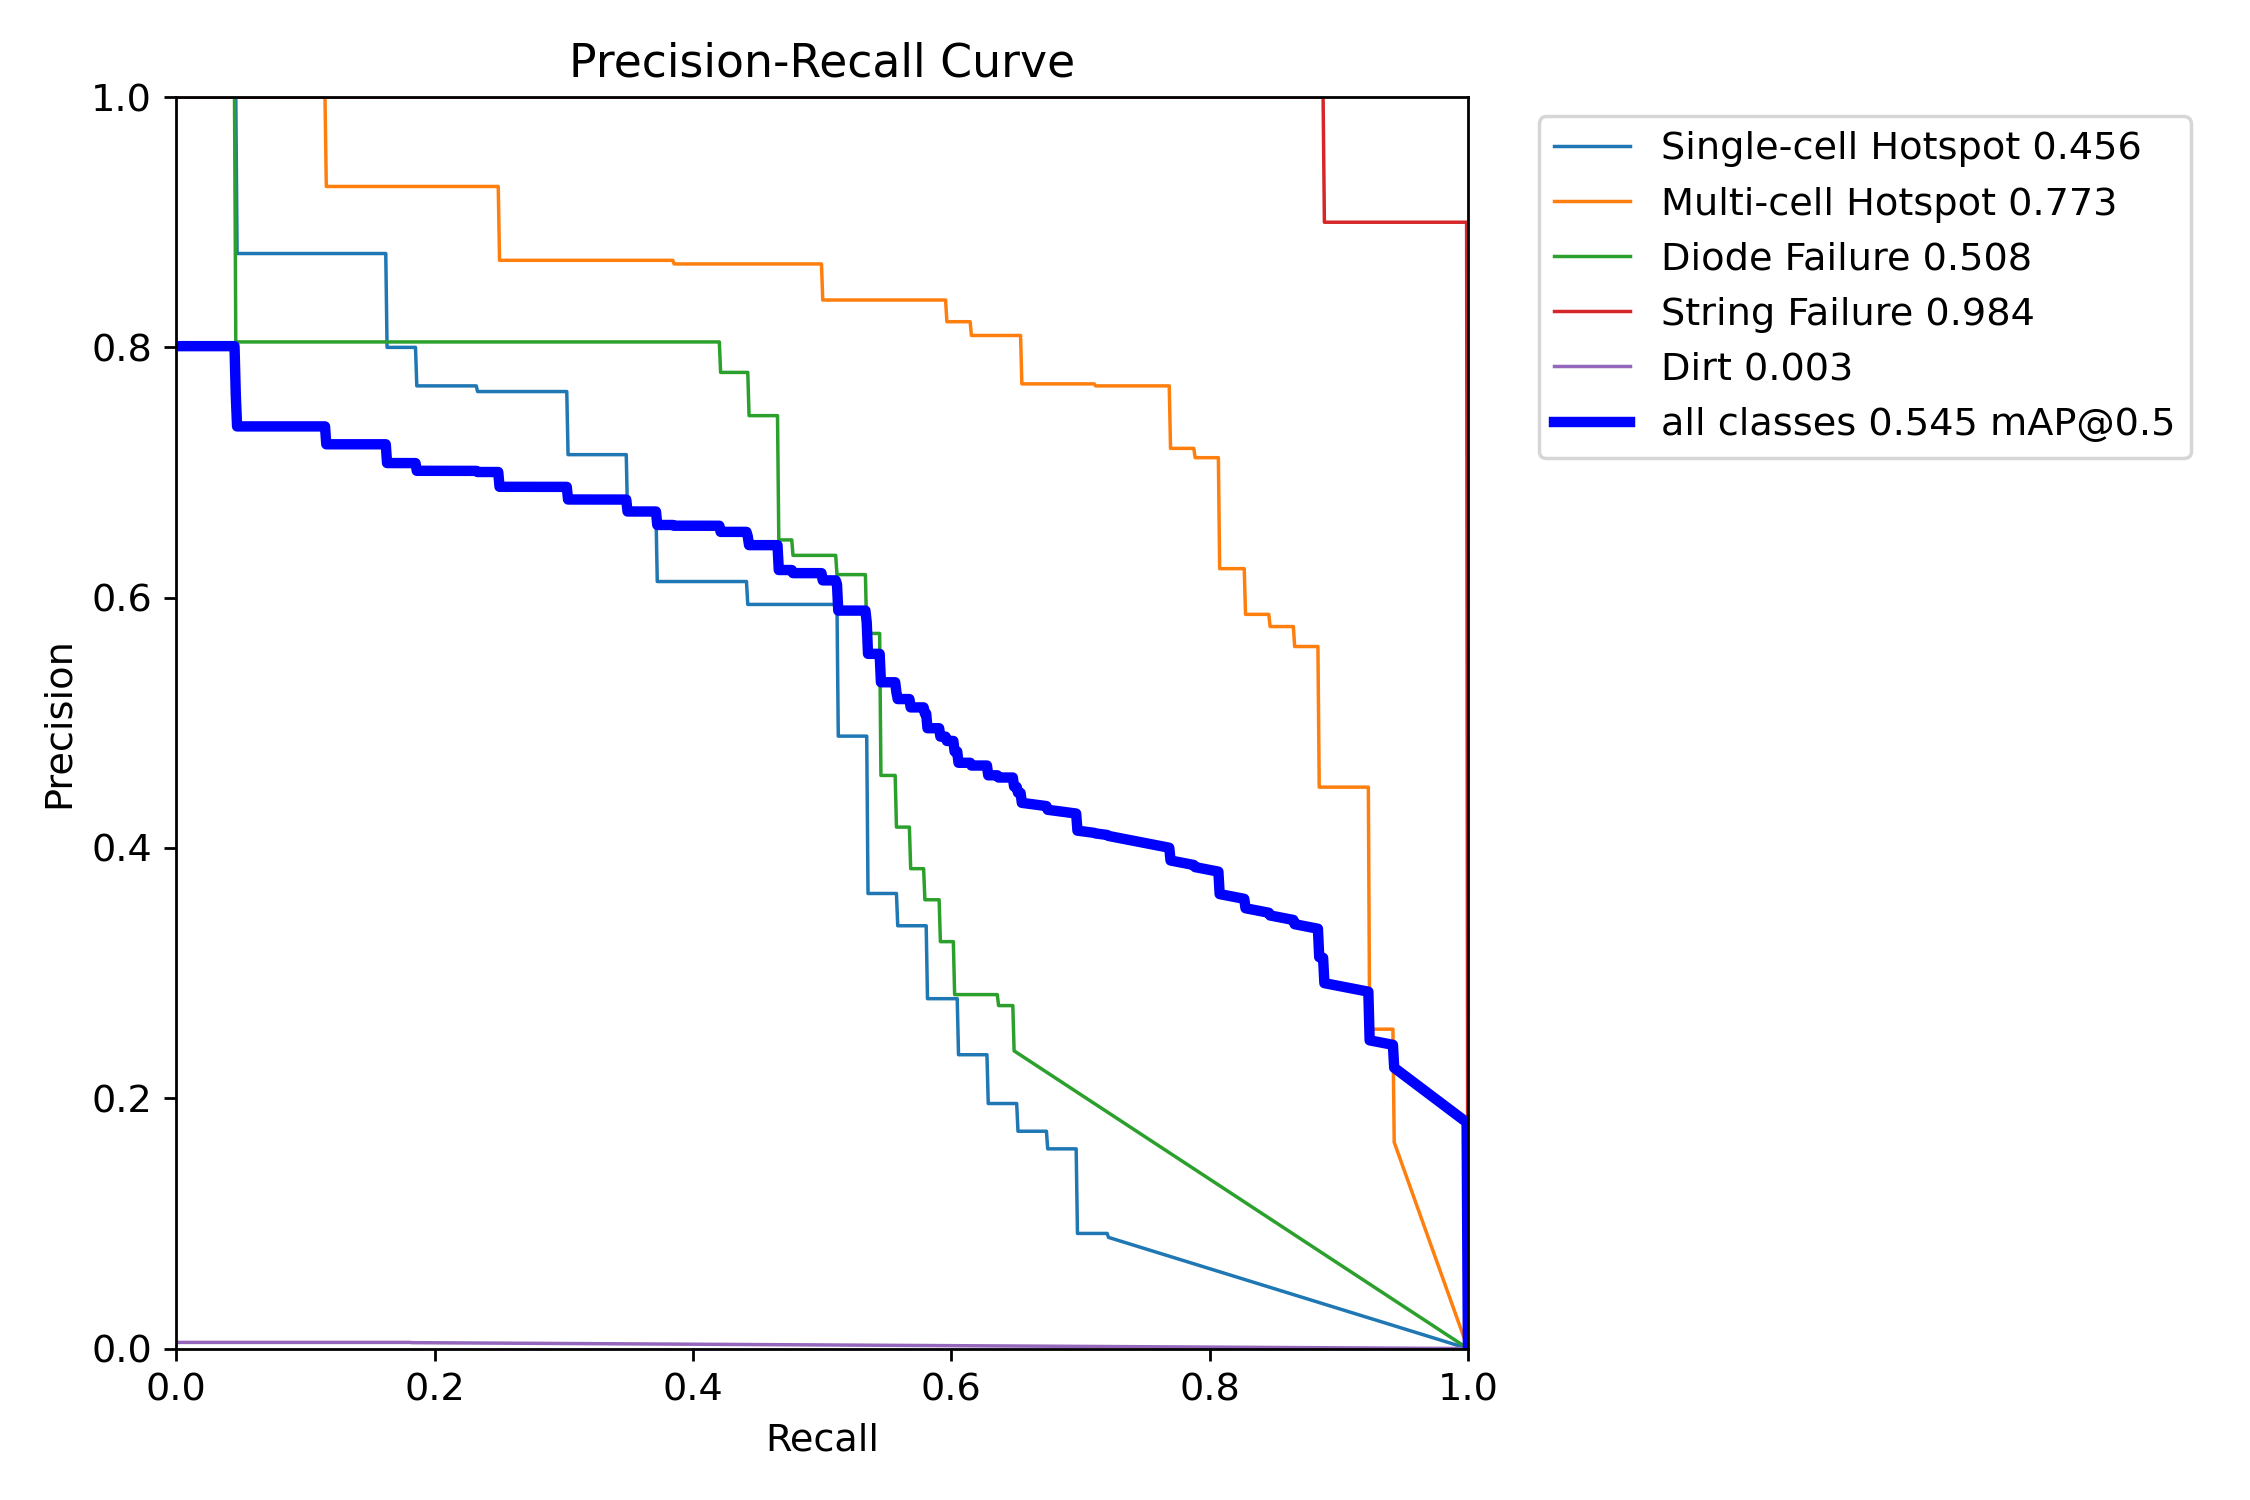 Precision-Recall Curve
1.0
0.8
0.6
0.4
0.2
0.0
Precision
0.0 0.2 0.4 0.6 0.8 1.0
Recall
Single-cell Hotspot 0.456
Multi-cell Hotspot 0.773
Diode Failure 0.508
String Failure 0.984
Dirt 0.003
all classes 0.545 mAP@0.5